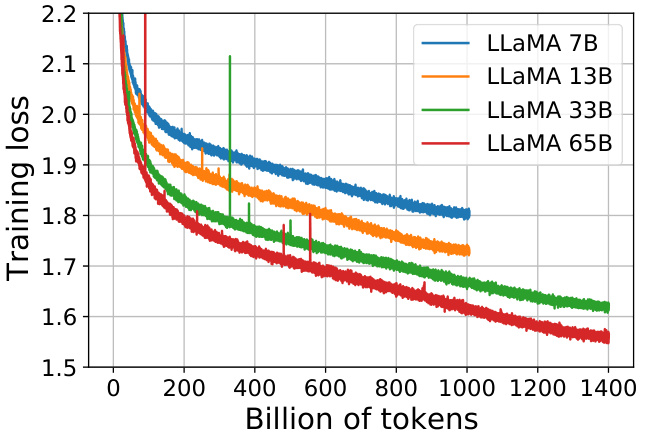 2.2
2.1
2.0
1.9
1.8
1.7
1.6
1.5
Training loss
LLaMA 7B
LLaMA 13B
LLaMA 33B
LLaMA 65B
0 200 400 600 800 1000 1200 1400
Billion of tokens